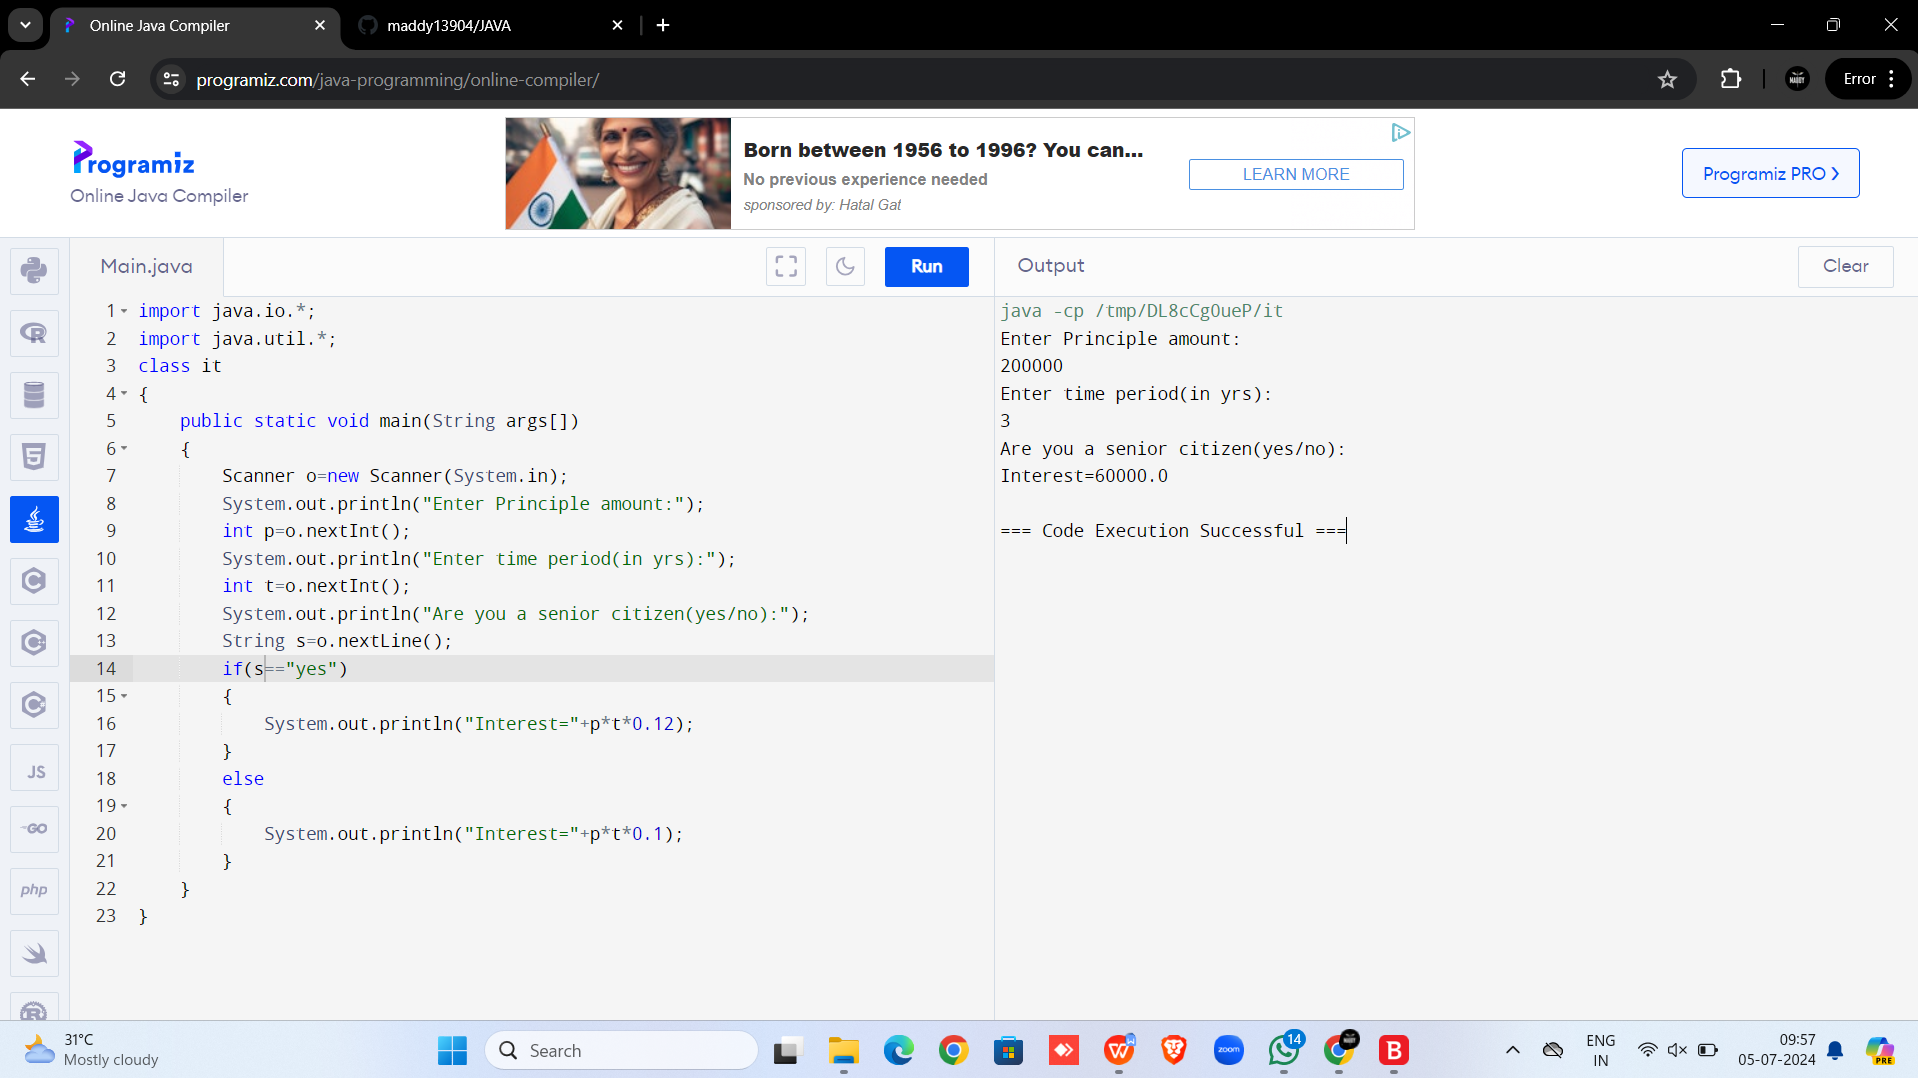 Online Java Compiler
maddy13904/JAVA
programiz.com/java-programming/online-compiler/
Error
Programiz
Online Java Compiler
Born between 1956 to 1996? You can...
No previous experience needed
sponsored by: Hatal Gat
LEARN MORE
Programiz PRO
Main.java
Run
Output
Clear
1 import java.io.*;
2 import java.util.*;
3 class it
4 {
5 public static void main(String args[])
6 {
7 Scanner o=new Scanner(System.in);
8 System.out.println("Enter Principle amount:");
9 int p=o.nextInt();
10 System.out.println("Enter time period(in yrs):");
11 int t=o.nextInt();
12 System.out.println("Are you a senior citizen(yes/no):");
13 String s=o.nextLine();
14 if(s=="yes")
15 {
16 System.out.println("Interest="+p*t*0.12);
17 }
18 else
19 {
20 System.out.println("Interest="+p*t*0.1);
21 }
22 }
23 }
java -cp /tmp/DL8cCgOueP/it
Enter Principle amount:
200000
Enter time period(in yrs):
3
Are you a senior citizen(yes/no):
Interest=60000.0
=== Code Execution Successful ===
R
5
C
C
C
JS
GO
php
R
31°C
Mostly cloudy
Search
W
zoom
14
B
ENG
IN
09:57
05-07-2024
PRE